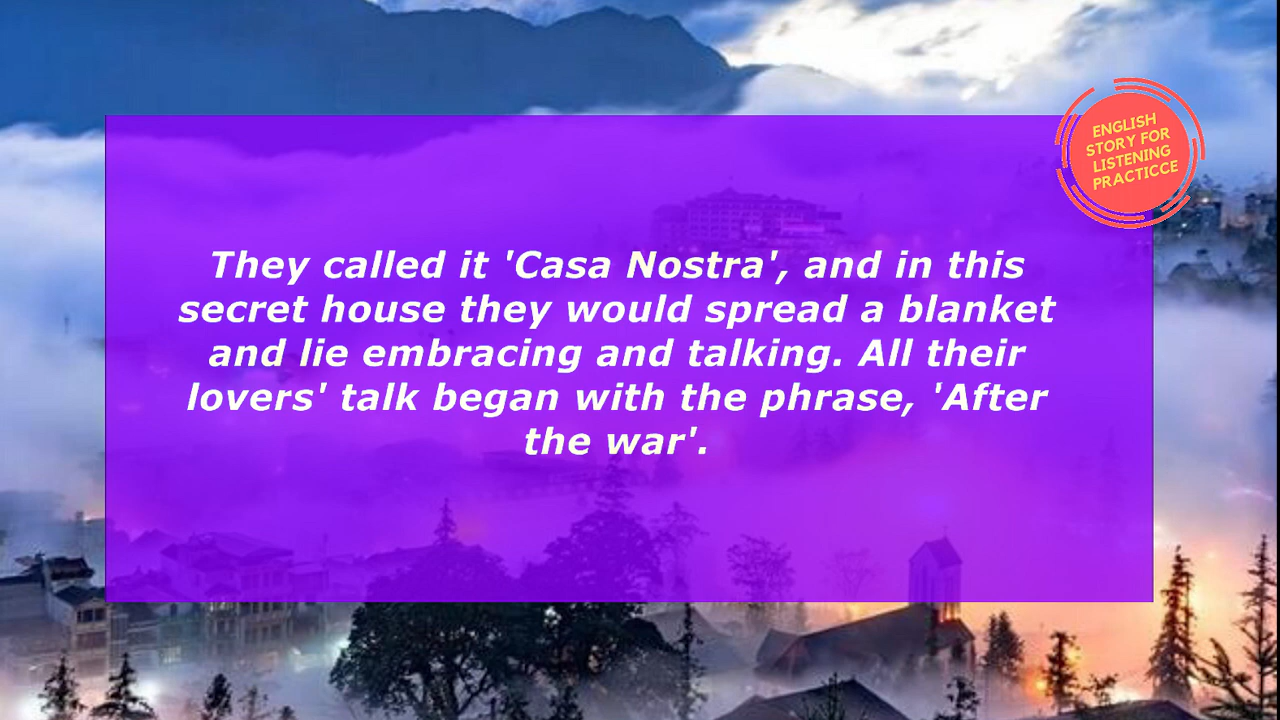 ENGLISH
STORY FOR
LISTENING
PRACTICCE
They called it 'Casa Nostra', and in this
secret house they would spread a blanket
and lie embracing and talking. All their
lovers' talk began with the phrase, 'After
the war'.